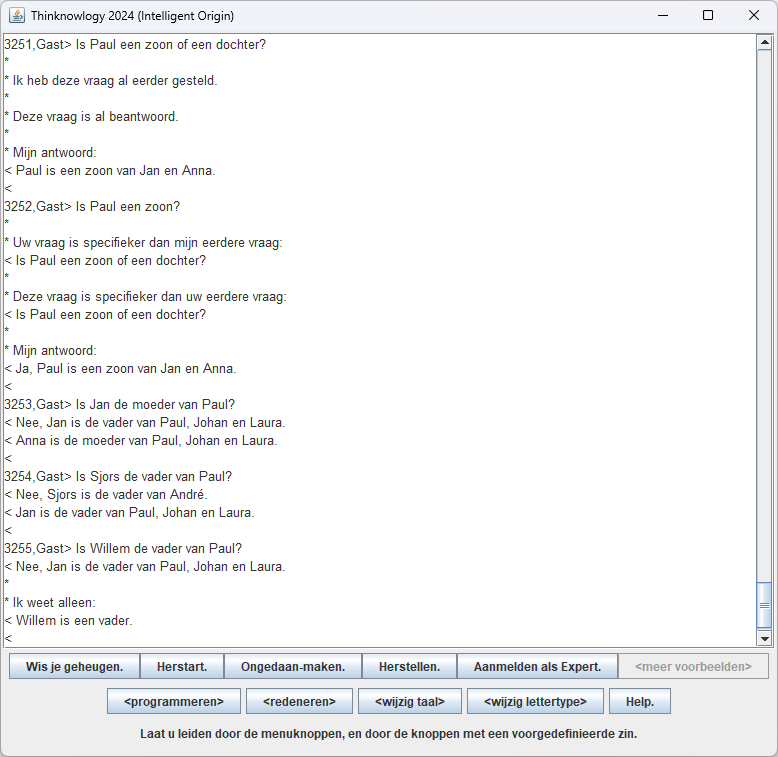 Thinknowlogy 2024 (Intelligent Origin)
3251,Gast> Is Paul een zoon of een dochter?
*
* Ik heb deze vraag al eerder gesteld.
*
* Deze vraag is al beantwoord.
*
* Mijn antwoord:
< Paul is een zoon van Jan en Anna.
<
3252,Gast> Is Paul een zoon?
*
* Uw vraag is specifieker dan mijn eerdere vraag:
< Is Paul een zoon of een dochter?
*
* Deze vraag is specifieker dan uw eerdere vraag:
< Is Paul een zoon of een dochter?
*
* Mijn antwoord:
< Ja, Paul is een zoon van Jan en Anna.
<
3253,Gast> Is Jan de moeder van Paul?
< Nee, Jan is de vader van Paul, Johan en Laura.
< Anna is de moeder van Paul, Johan en Laura.
<
3254,Gast> Is Sjors de vader van Paul?
< Nee, Sjors is de vader van André.
< Jan is de vader van Paul, Johan en Laura.
<
3255,Gast> Is Willem de vader van Paul?
< Nee, Jan is de vader van Paul, Johan en Laura.
*
* Ik weet alleen:
< Willem is een vader.
<
Wis je geheugen. Herstart. Ongedaan-maken. Herstellen. Aanmelden als Expert. <meer voorbeelden>
<programmeren> <redeneren> <wijzig taal> <wijzig lettertype> Help.
Laat u leiden door de menuknoppen, en door de knoppen met een voorgedefinieerde zin.